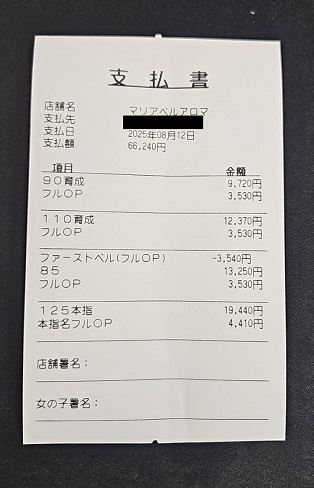 支払書
店舗名 マリアベルアロマ
支払先
支払日 2025年08月12日
支払額 66,240円
項目 金額
90育成 9,720円
フルOP 3,530円
110育成 12,370円
フルOP 3,530円
ファーストベル(フルOP) -3,540円
85 13,250円
フルOP 3,530円
125本指 19,440円
本指名フルOP 4,410円
店舗署名：
女の子署名：